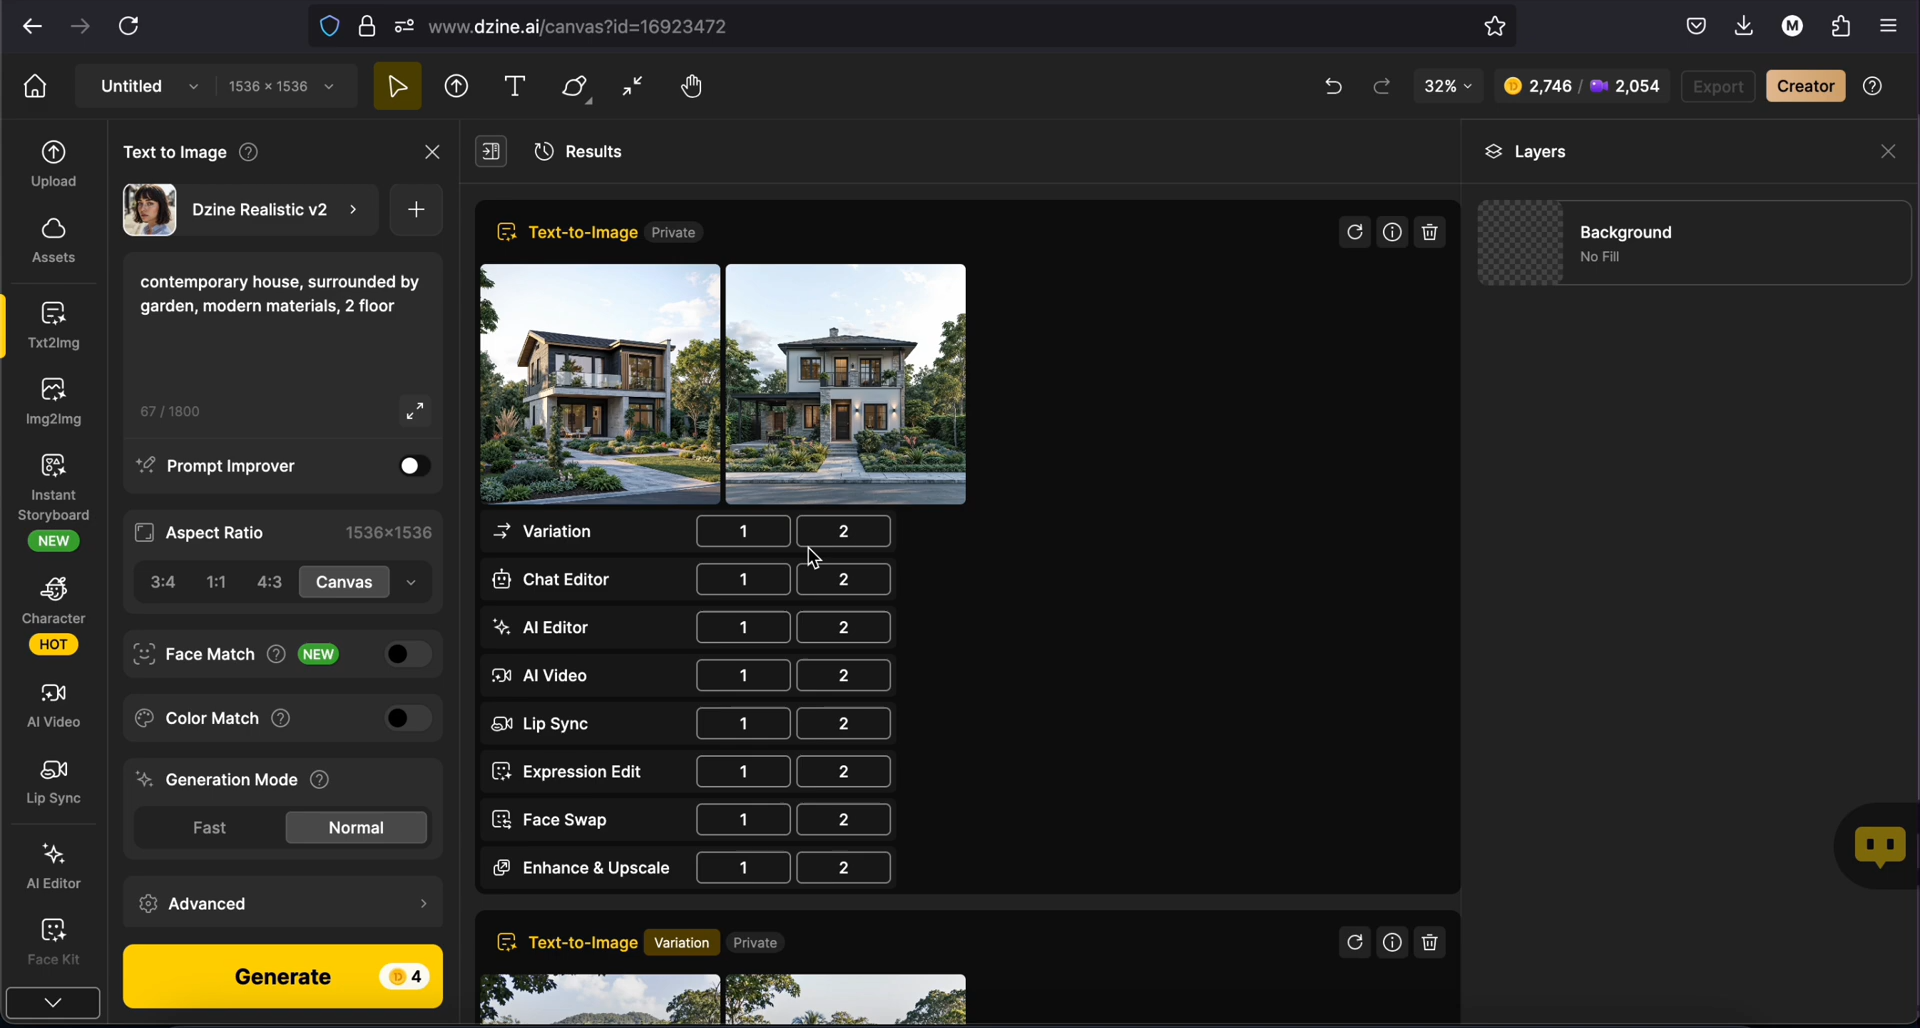 www.dzine.ai/canvas?id=16923472
M
Untitled
1536 × 1536
T
32%
2,746 / 2,054
Export
Creator
Upload
Assets
Txt2Img
Img2Img
Instant
Storyboard
NEW
Character
HOT
AI Video
Lip Sync
AI Editor
Face Kit
Text to Image
Dzine Realistic v2
contemporary house, surrounded by
garden, modern materials, 2 floor
67 / 1800
Prompt Improver
Aspect Ratio 1536×1536
3:4 1:1 4:3 Canvas
Face Match NEW
Color Match
Generation Mode
Fast Normal
Advanced
Generate 4
Results
Text-to-Image Private
Variation 1 2
Chat Editor 1 2
AI Editor 1 2
AI Video 1 2
Lip Sync 1 2
Expression Edit 1 2
Face Swap 1 2
Enhance & Upscale 1 2
Text-to-Image Variation Private
Layers
Background
No Fill